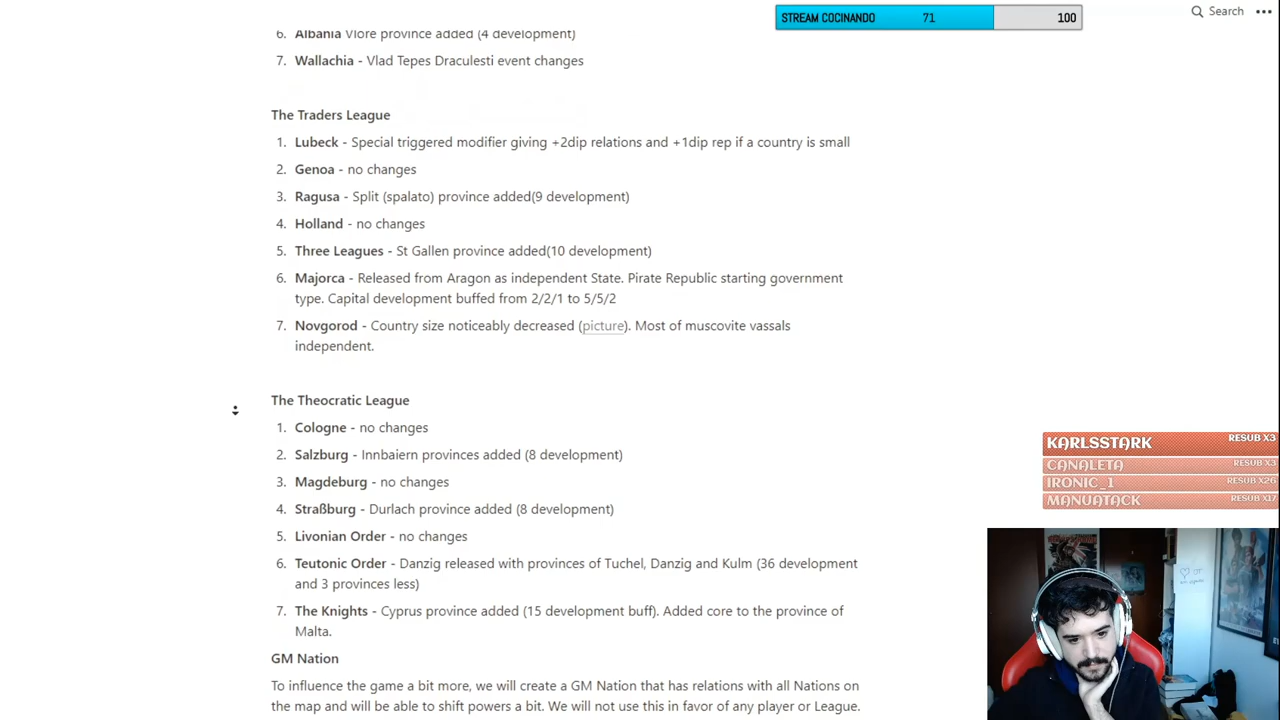 STREAM COCINANDO 71 100
Search
6. Albania Vlore province added (4 development)
7. Wallachia - Vlad Tepes Draculesti event changes
The Traders League
1. Lubeck - Special triggered modifier giving +2dip relations and +1dip rep if a country is small
2. Genoa - no changes
3. Ragusa - Split (spalato) province added(9 development)
4. Holland - no changes
5. Three Leagues - St Gallen province added(10 development)
6. Majorca - Released from Aragon as independent State. Pirate Republic starting government
type. Capital development buffed from 2/2/1 to 5/5/2
7. Novgorod - Country size noticeably decreased (picture). Most of muscovite vassals
independent.
The Theocratic League
1. Cologne - no changes
2. Salzburg - Innbaiern provinces added (8 development)
3. Magdeburg - no changes
4. Straßburg - Durlach province added (8 development)
5. Livonian Order - no changes
6. Teutonic Order - Danzig released with provinces of Tuchel, Danzig and Kulm (36 development
and 3 provinces less)
7. The Knights - Cyprus province added (15 development buff). Added core to the province of
Malta.
GM Nation
To influence the game a bit more, we will create a GM Nation that has relations with all Nations on
the map and will be able to shift powers a bit. We will not use this in favor of any player or League.
KARLSSTARK RESUB X3
CANALETA RESUB X3
IRONIC_1 RESUB X26
MANUATACK RESUB X17